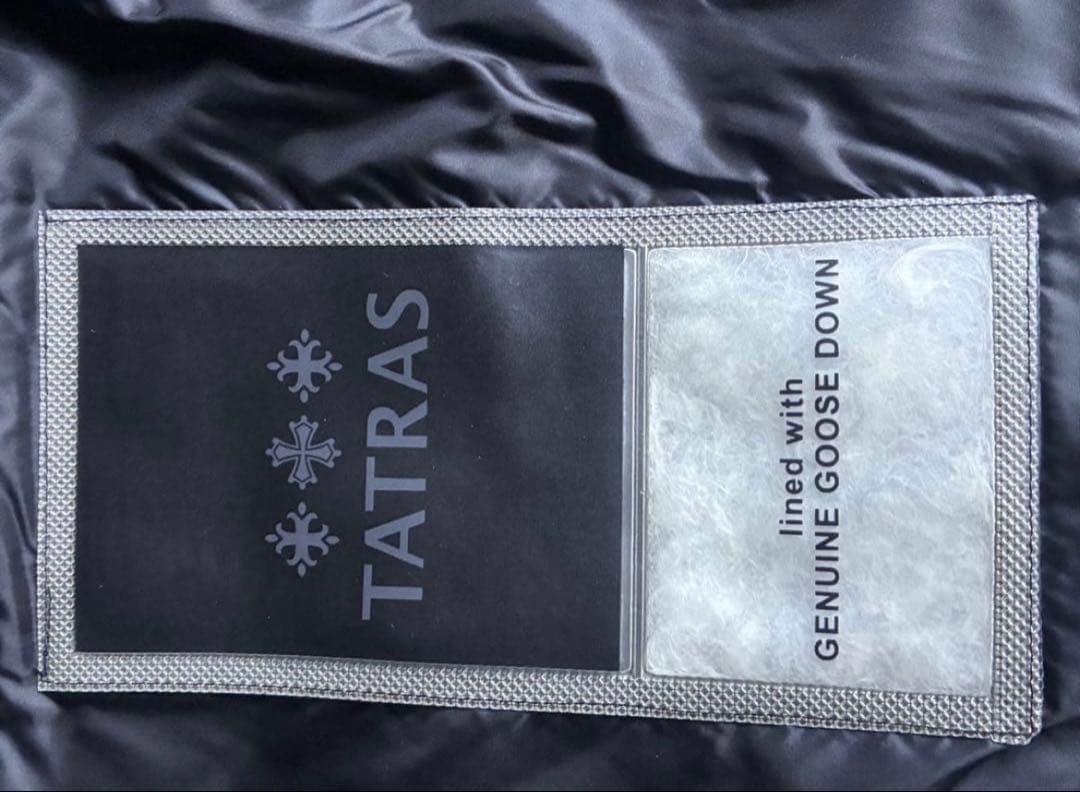 TATRAS
lined with
GENUINE GOOSE DOWN